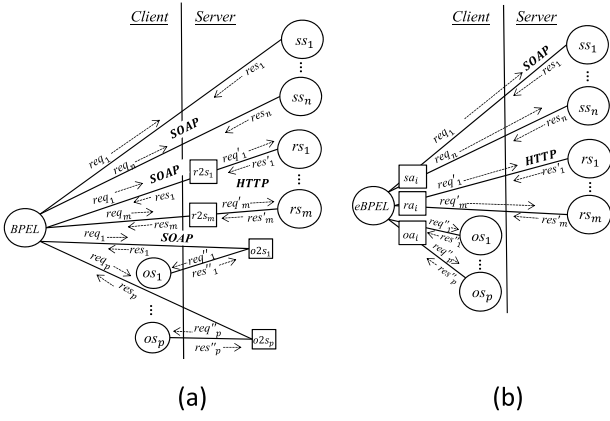 Client Server
ss₁
res₁
⋮
ssₙ
SOAP
resₙ
req₁
reqₙ
SOAP
req'₁
res'₁
rs₁
r2s₁
req₁
res₁
HTTP
⋮
BPEL
reqₘ
resₘ
r2sₘ
req'ₘ
res'ₘ
rsₘ
req₁
SOAP
res₁
o2s₁
reqₚ
resₚ
os₁
req''₁
res''₁
⋮
osₚ
req''ₚ
res''ₚ
o2sₚ
(a)
Client Server
ss₁
SOAP
res₁
⋮
ssₙ
req₁
reqₙ
resₙ
HTTP
rs₁
req'₁
res'₁
saᵢ
⋮
eBPEL
raᵢ
req'ₘ
res'ₘ
rsₘ
oaᵢ
req''₁
res''₁
os₁
⋮
req''ₚ
res''ₚ
osₚ
(b)